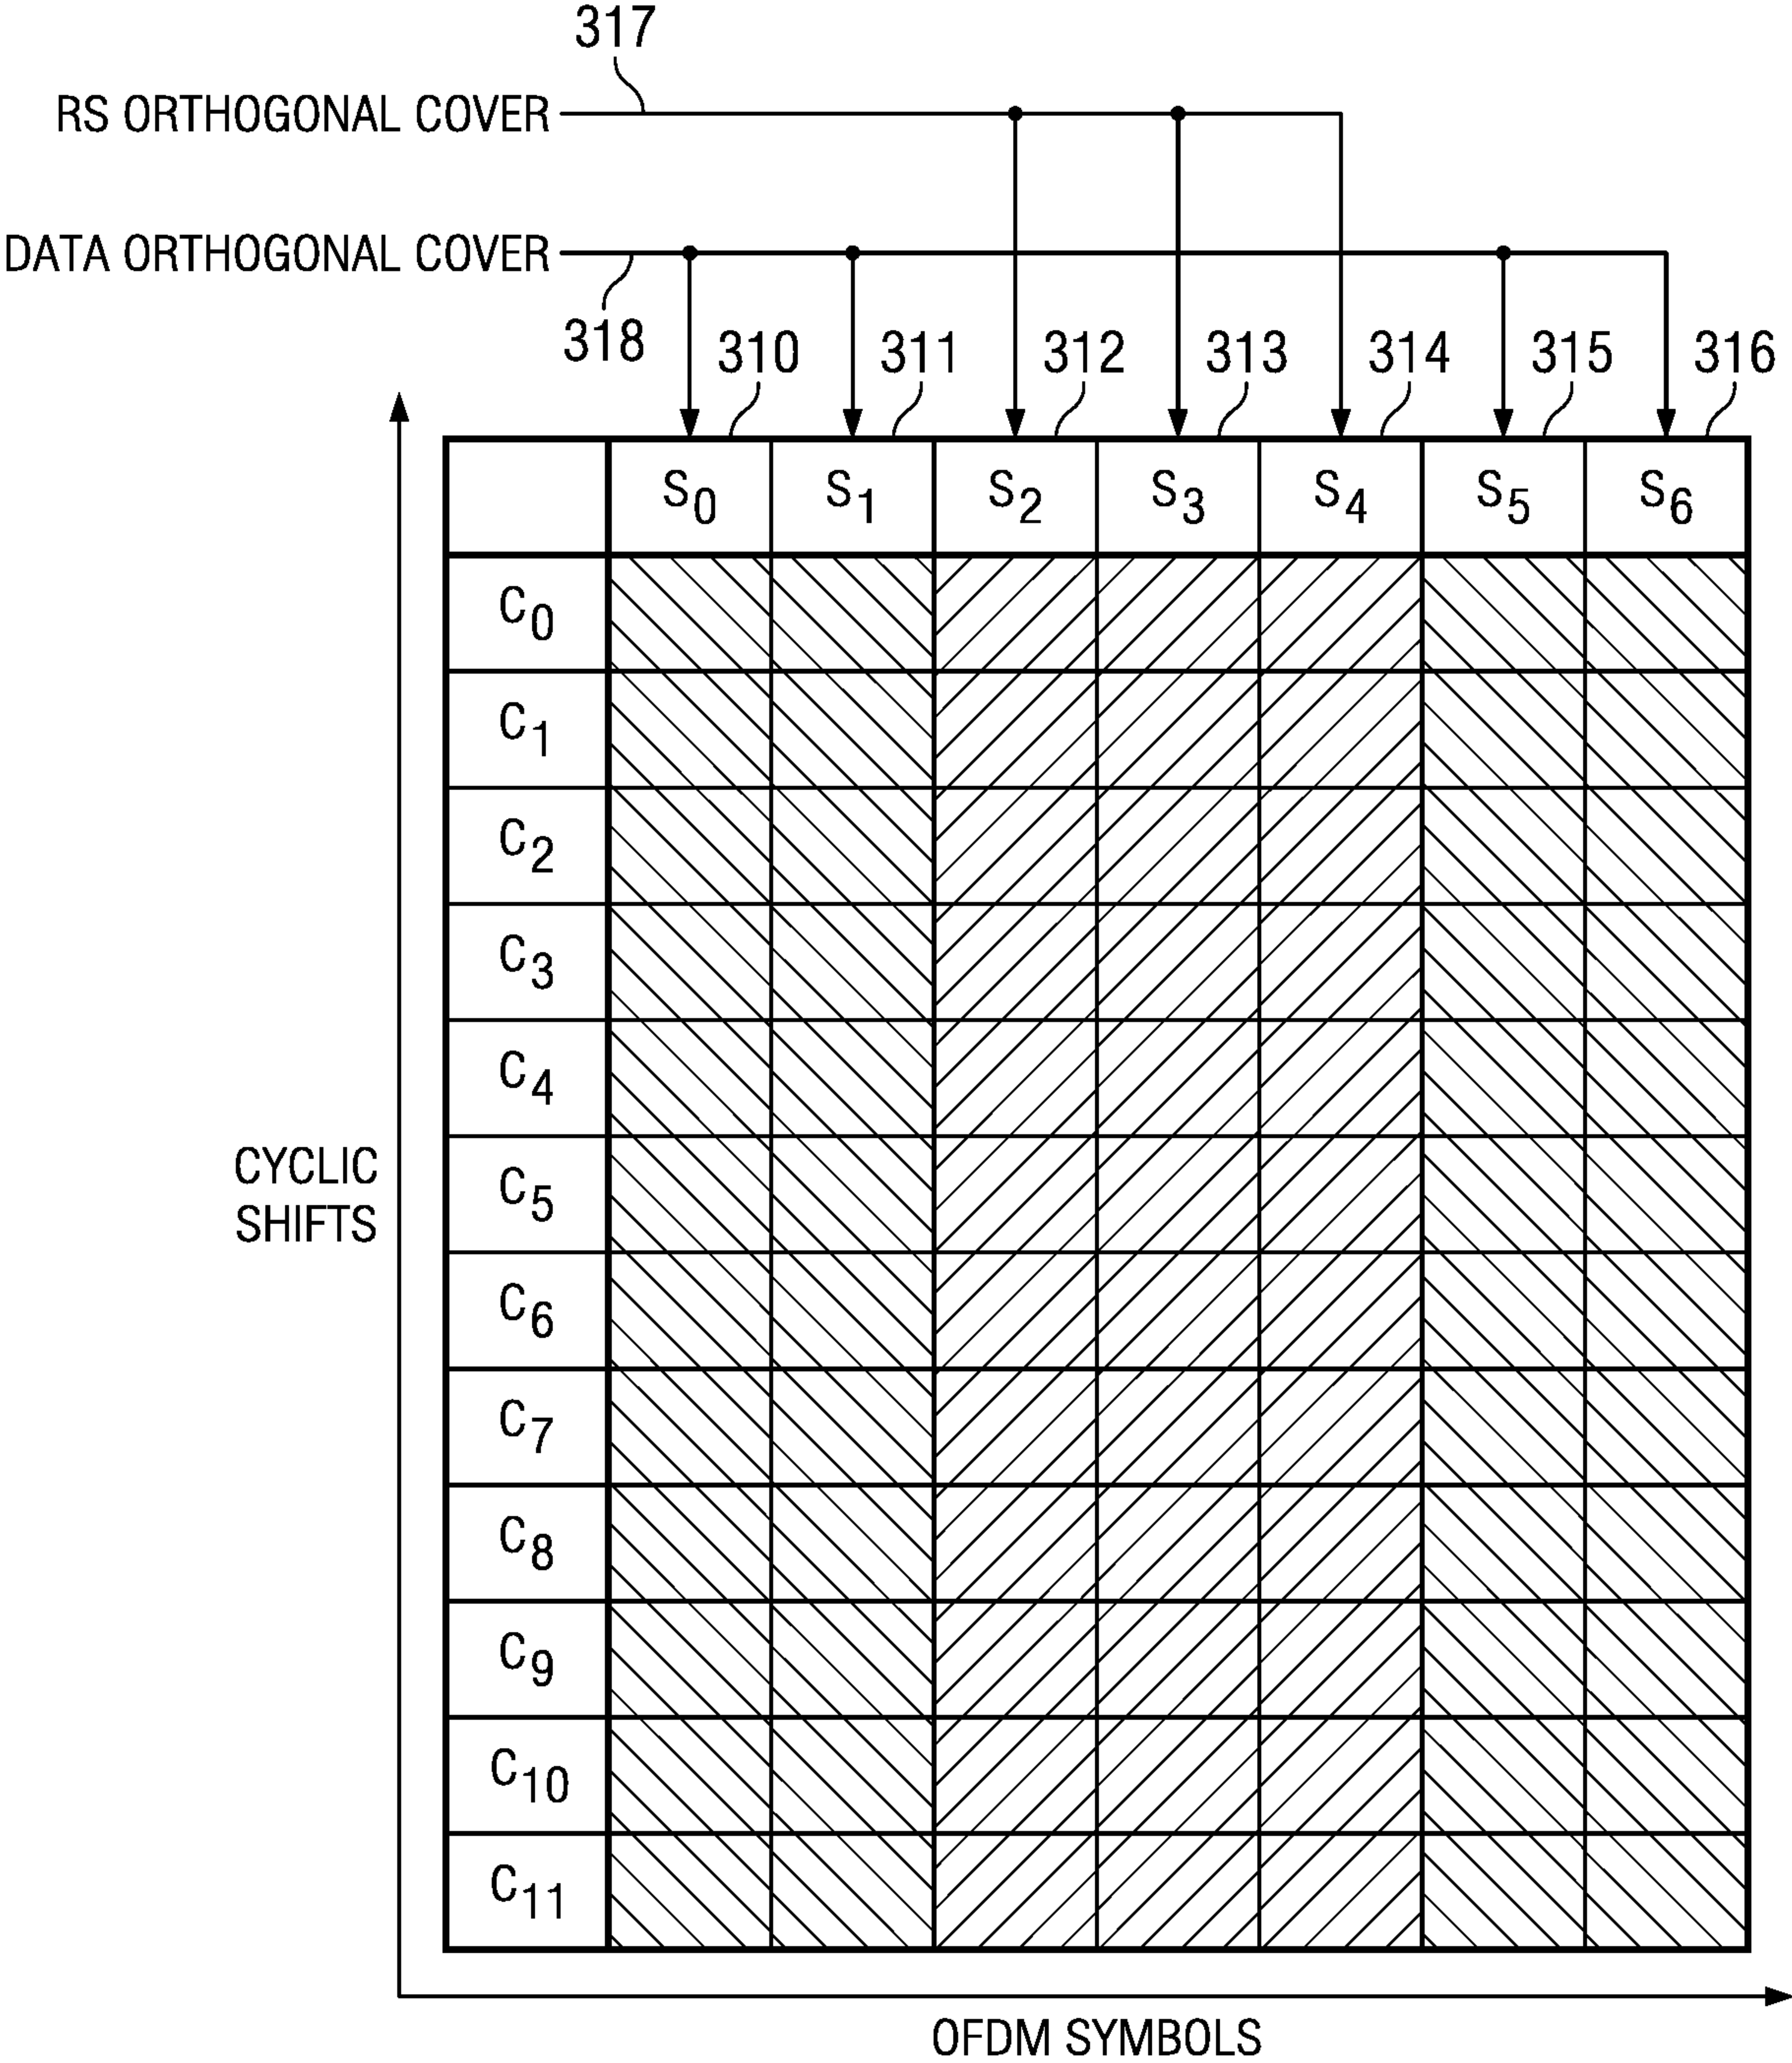 317
RS ORTHOGONAL COVER
DATA ORTHOGONAL COVER
318 310 311 312 313 314 315 316
S0 S1 S2 S3 S4 S5 S6
C0
C1
C2
C3
C4
C5
C6
C7
C8
C9
C10
C11
CYCLIC
SHIFTS
OFDM SYMBOLS